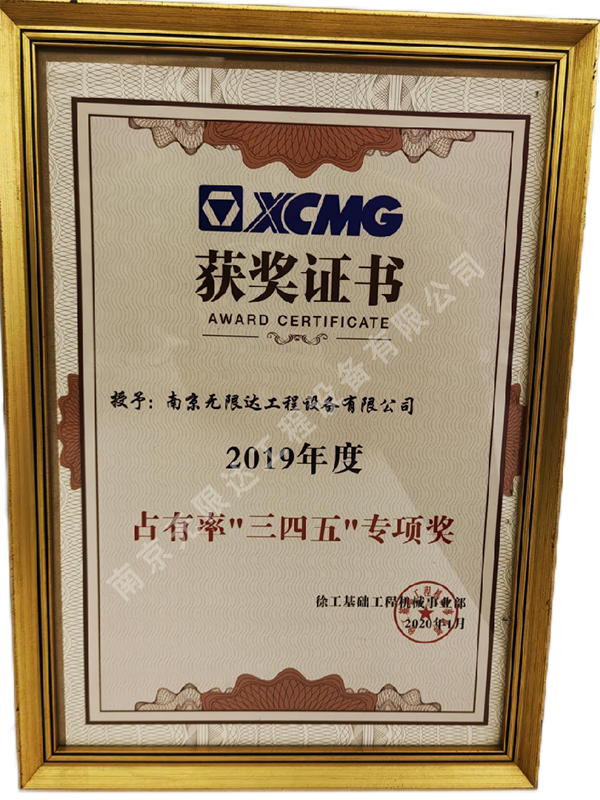 XCMG
获奖证书
AWARD CERTIFICATE
授予：南京无限达工程设备有限公司
2019年度
占有率"三四五"专项奖
徐工基础工程机械事业部
2020年1月
南京无限达工程设备有限公司